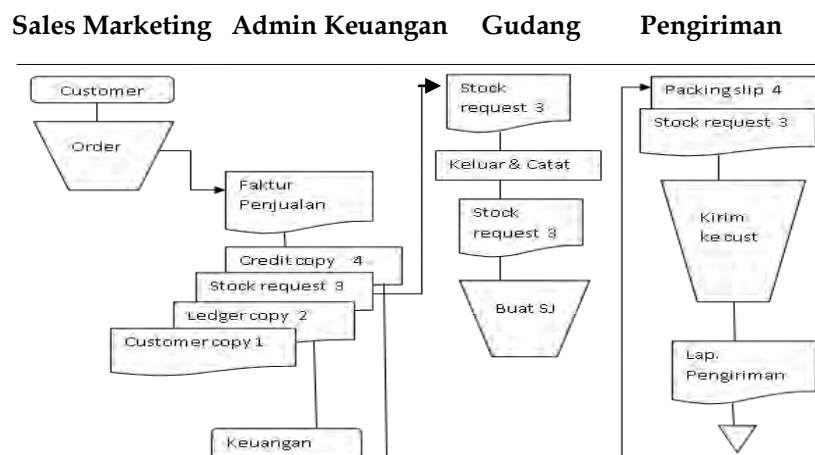 Sales Marketing Admin Keuangan Gudang Pengiriman
Customer
Order
Faktur
Penjualan
Credit copy 4
Stock request 3
Ledger copy 2
Customer copy 1
Keuangan
Stock
request 3
Keluar & Catat
Stock
request 3
Buat SJ
Packing slip 4
Stock request 3
Kirim
ke cust
Lap.
Pengiriman